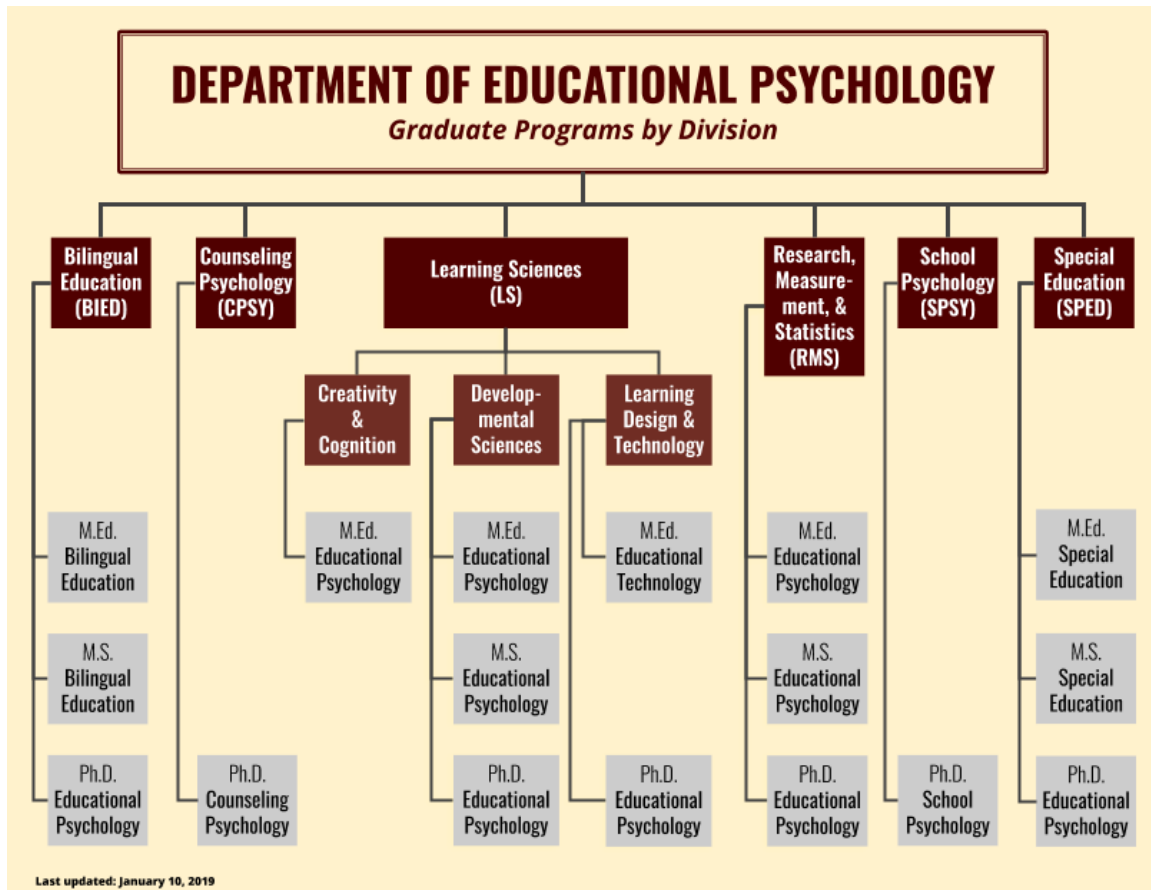 DEPARTMENT OF EDUCATIONAL PSYCHOLOGY
Graduate Programs by Division
Bilingual
Education
(BIED)
Counseling
Psychology
(CPSY)
Learning Sciences
(LS)
Research,
Measure-
ment, &
Statistics
(RMS)
School
Psychology
(SPSY)
Special
Education
(SPED)
Creativity
&
Cognition
Develop-
mental
Sciences
Learning
Design &
Technology
M.Ed.
Bilingual
Education
M.Ed.
Educational
Psychology
M.Ed.
Educational
Psychology
M.Ed.
Educational
Technology
M.Ed.
Educational
Psychology
M.Ed.
Special
Education
M.S.
Bilingual
Education
M.S.
Educational
Psychology
M.S.
Educational
Psychology
M.S.
Special
Education
Ph.D.
Educational
Psychology
Ph.D.
Counseling
Psychology
Ph.D.
Educational
Psychology
Ph.D.
Educational
Psychology
Ph.D.
Educational
Psychology
Ph.D.
School
Psychology
Ph.D.
Educational
Psychology
Last updated: January 10, 2019